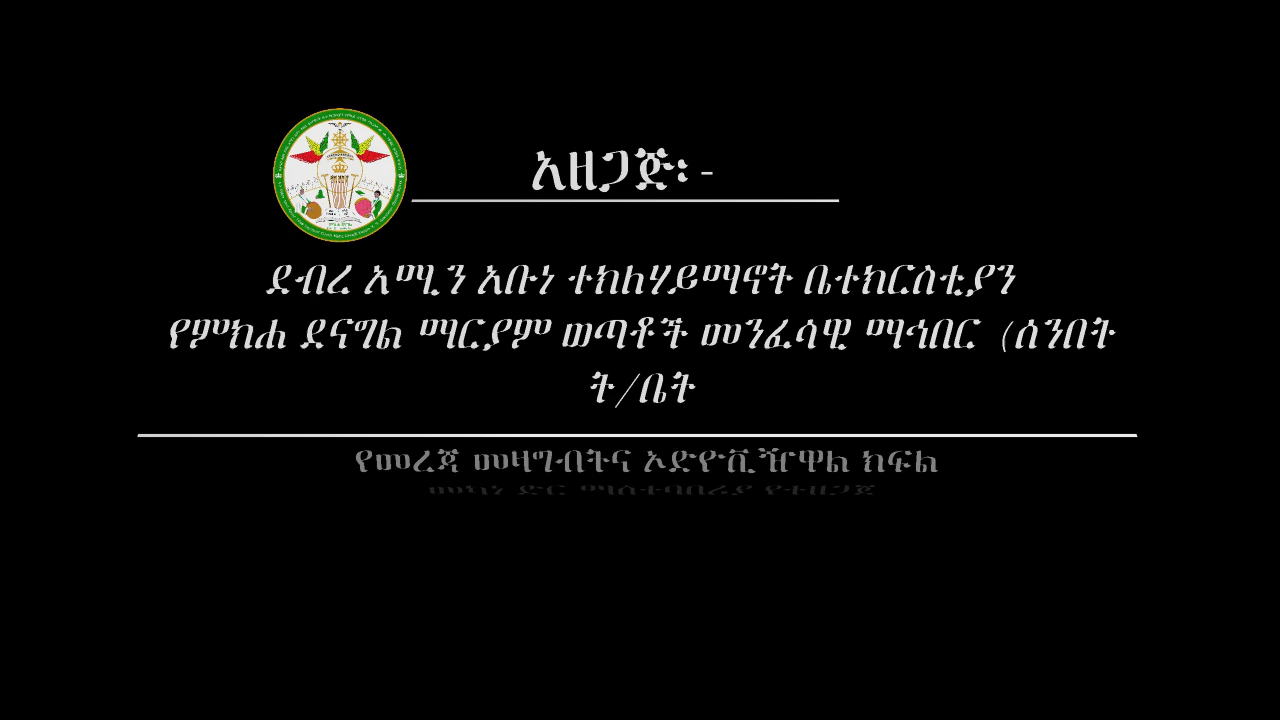 አዘጋጅ፡ -
ደብረ አሚን አቡነ ተክለሃይማኖት ቤተክርስቲያን
የምክሐ ደናግል ማርያም ወጣቶች መንፈሳዊ ማኅበር (ሰንበት
ት/ቤት
የመረጃ መዛግብትና ኦድዮቪዥዋል ክፍል